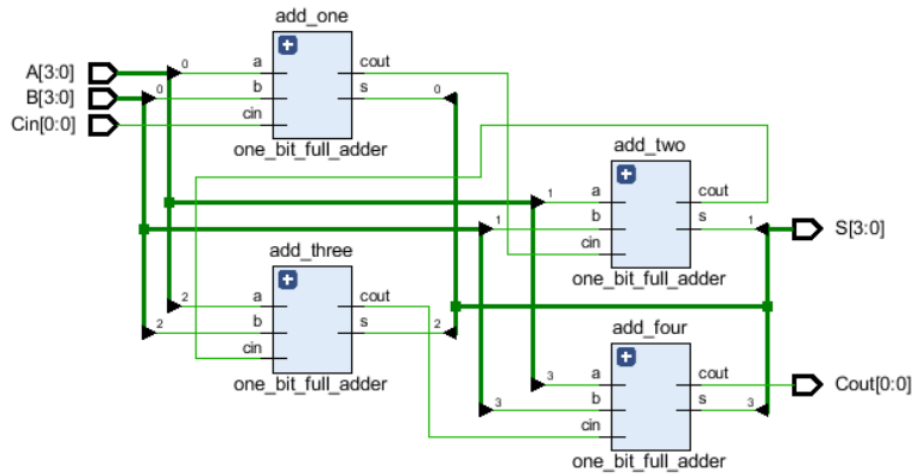 add_one
A[3:0]
B[3:0]
Cin[0:0]
0
0
a
b
cin
cout
s
0
one_bit_full_adder
add_two
1
1
a
b
cin
cout
s
1
S[3:0]
one_bit_full_adder
add_three
2
2
a
b
cin
cout
s
2
one_bit_full_adder
add_four
3
3
a
b
cin
cout
s
3
Cout[0:0]
one_bit_full_adder